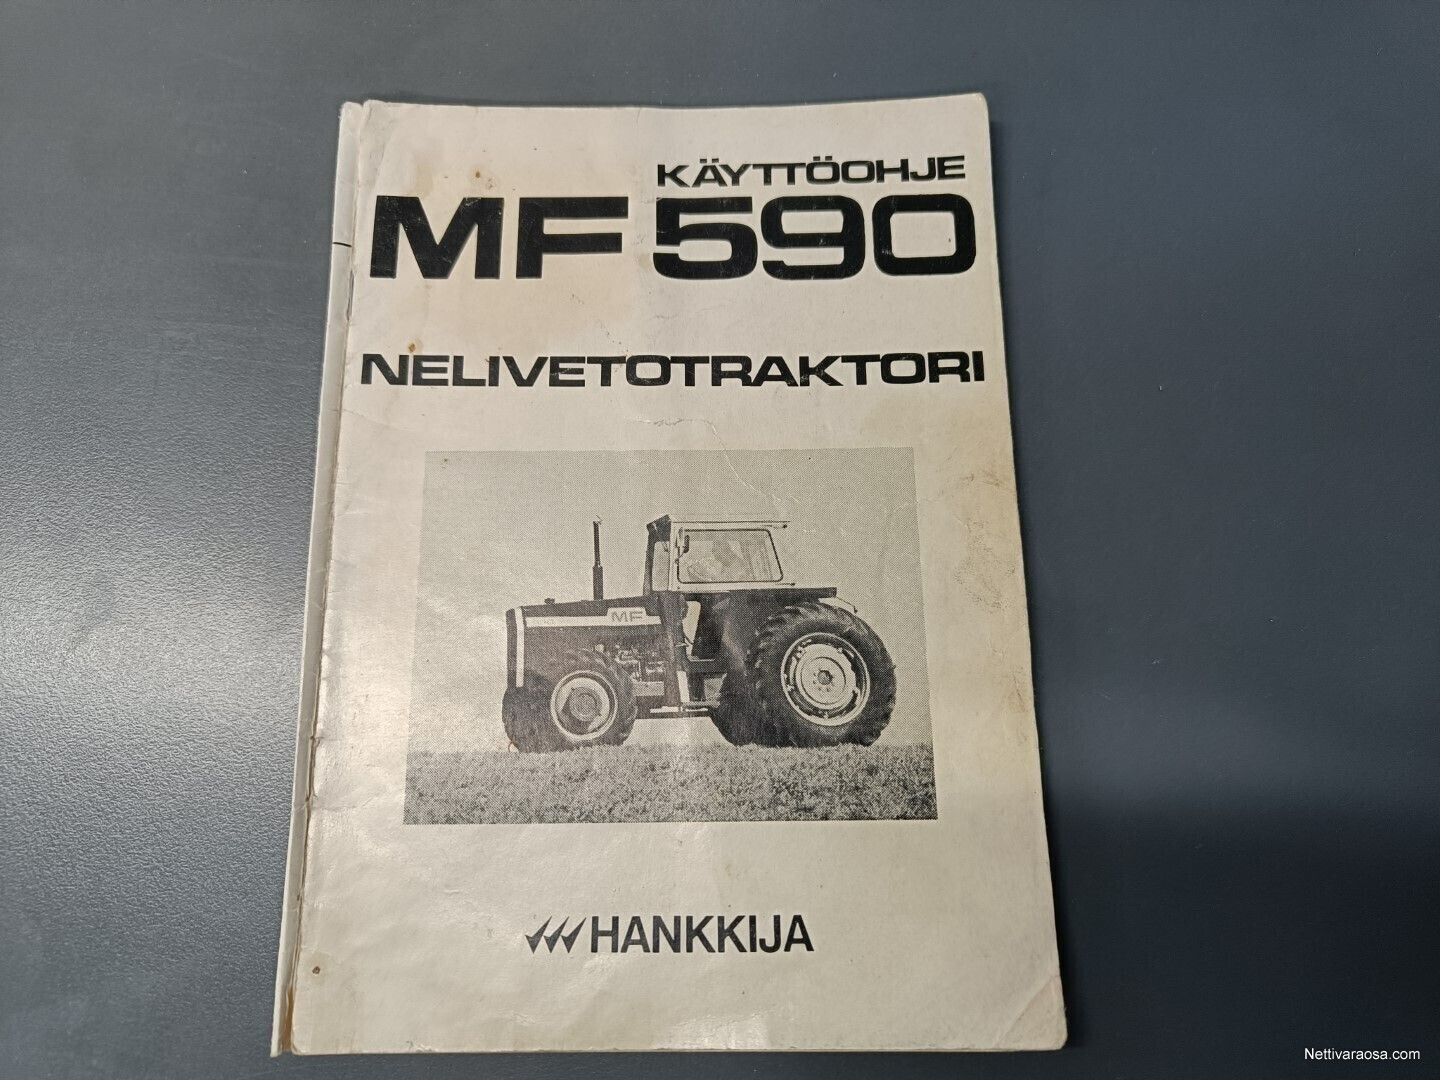 KÄYTTÖOHJE
MF 590
NELIVETOTRAKTORI
MF
HANKKIJA
Nettivaraosa.com